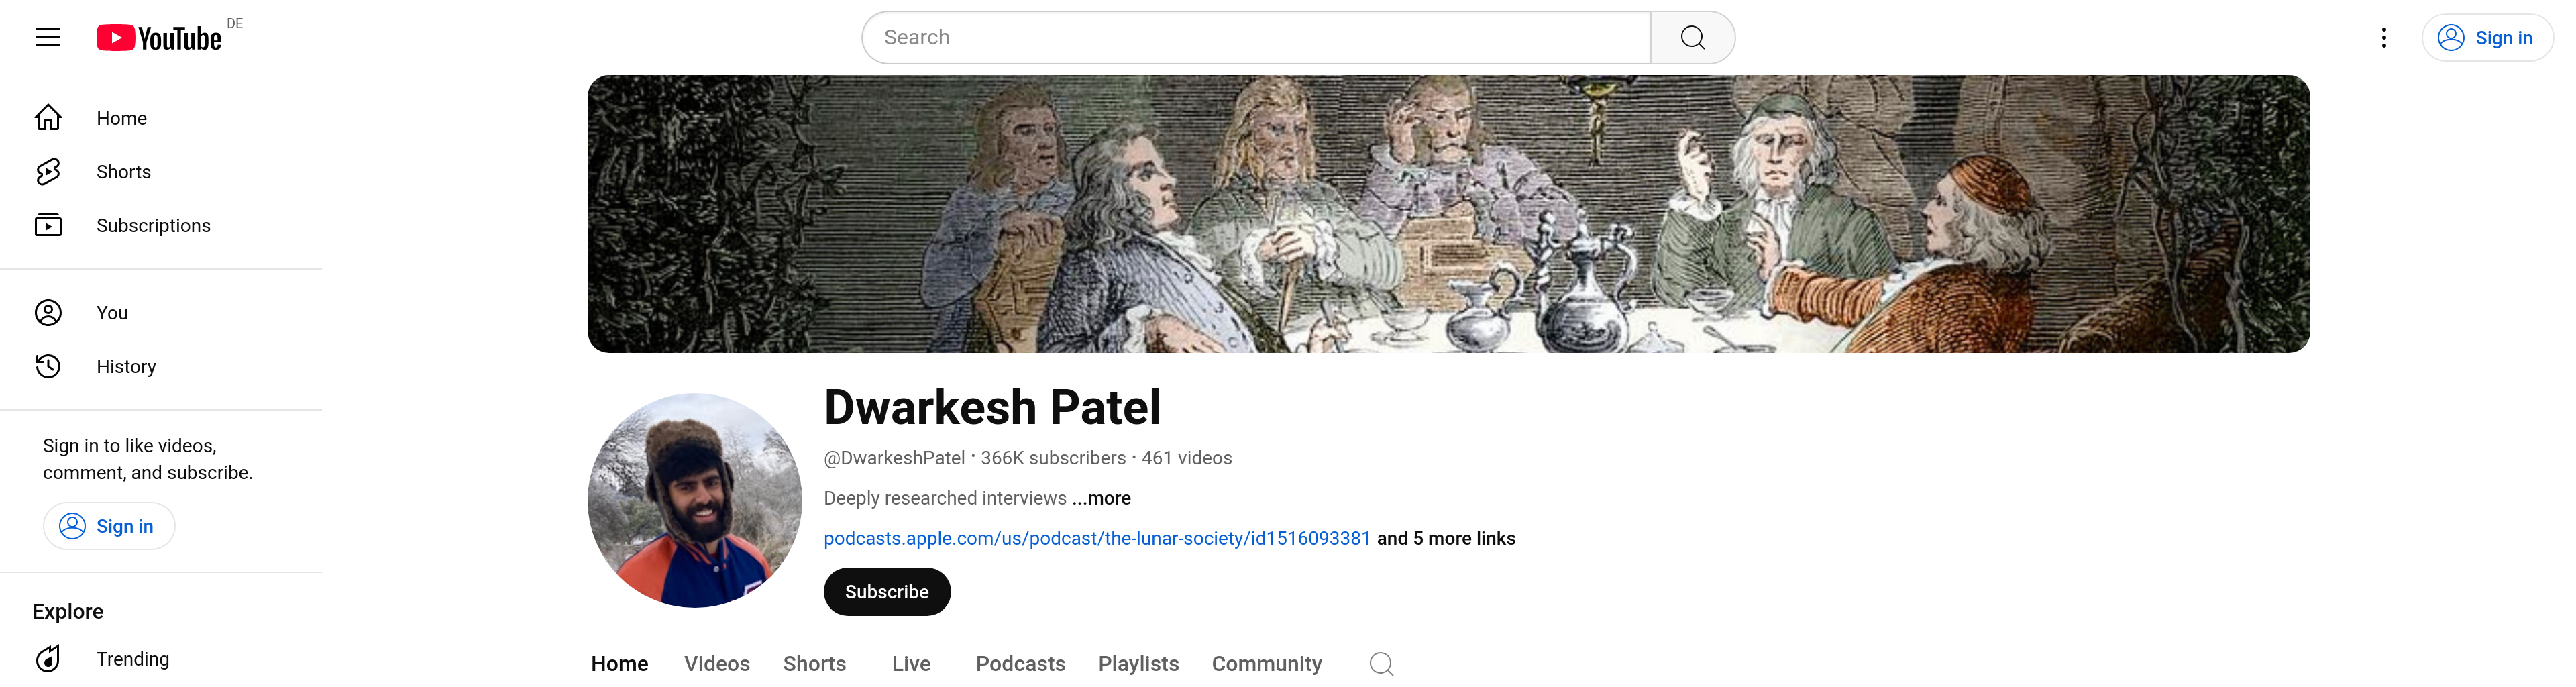 YouTube DE
Search
Sign in
Home
Shorts
Subscriptions
You
History
Sign in to like videos,
comment, and subscribe.
Sign in
Explore
Trending
Dwarkesh Patel
@DwarkeshPatel • 366K subscribers • 461 videos
Deeply researched interviews ...more
podcasts.apple.com/us/podcast/the-lunar-society/id1516093381 and 5 more links
Subscribe
Home Videos Shorts Live Podcasts Playlists Community